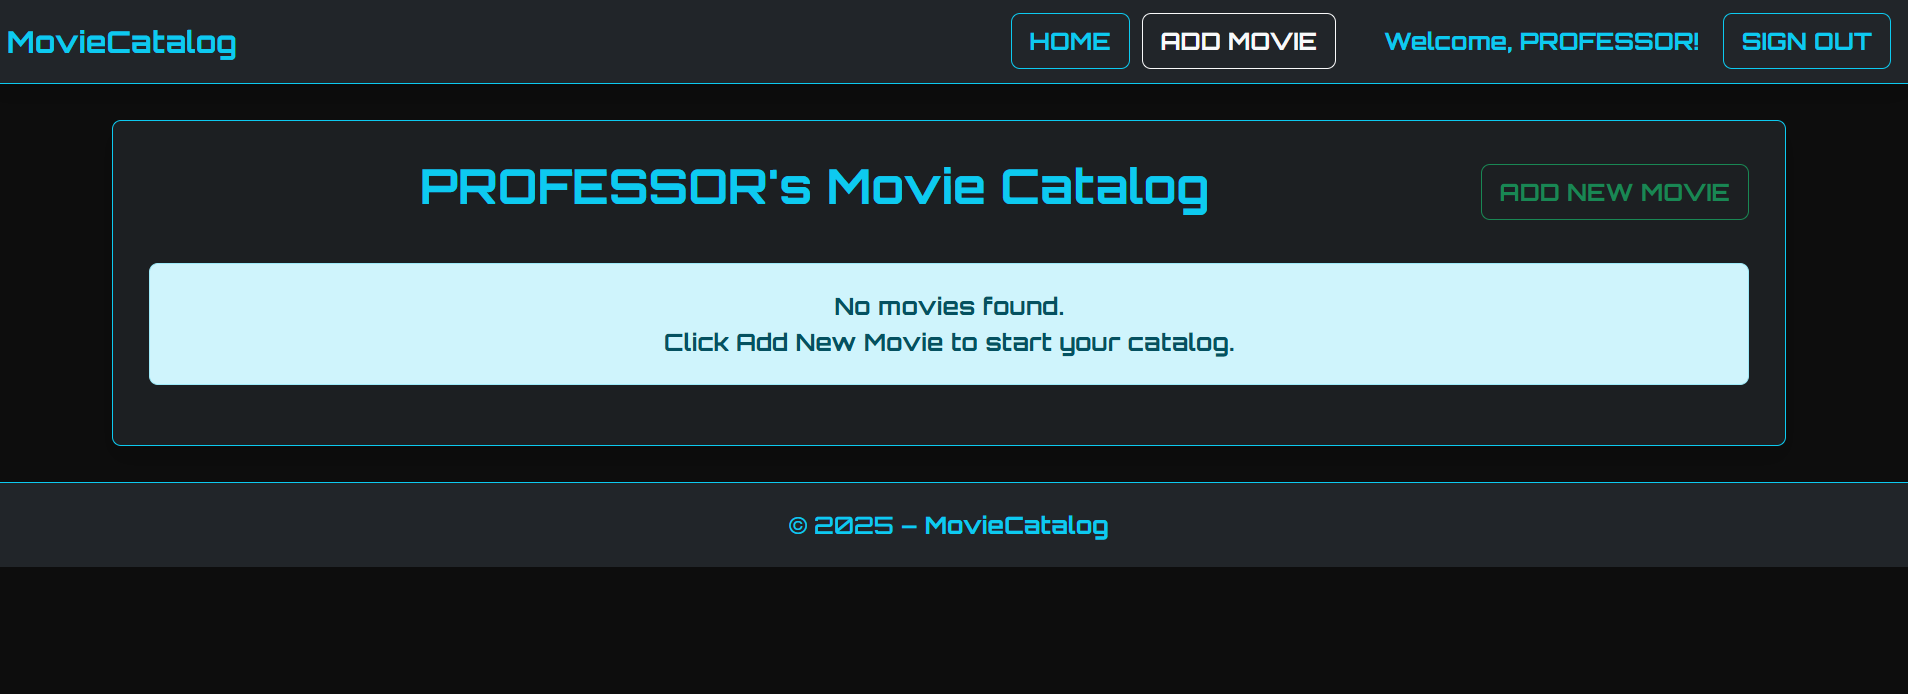 MovieCatalog
HOME
ADD MOVIE
Welcome, PROFESSOR!
SIGN OUT
PROFESSOR's Movie Catalog
ADD NEW MOVIE
No movies found.
Click Add New Movie to start your catalog.
© 2025 – MovieCatalog